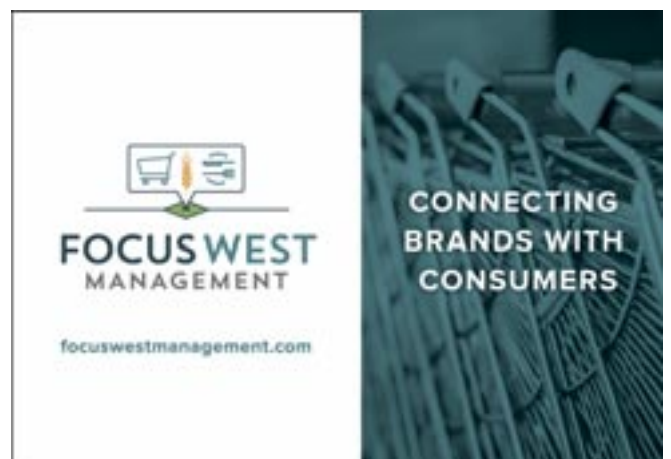 FOCUS WEST
MANAGEMENT
focuswestmanagement.com
CONNECTING
BRANDS WITH
CONSUMERS